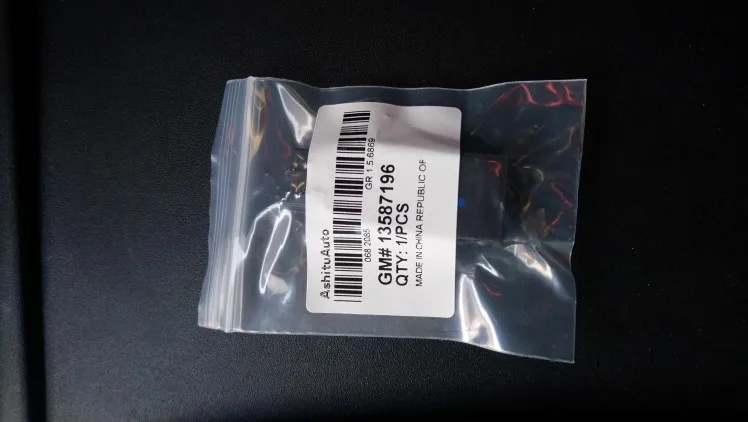 AshituAuto
068 2085
GR 1.5.6869
GM# 13587196
QTY: 1/PCS
MADE IN CHINA REPUBLIC OF